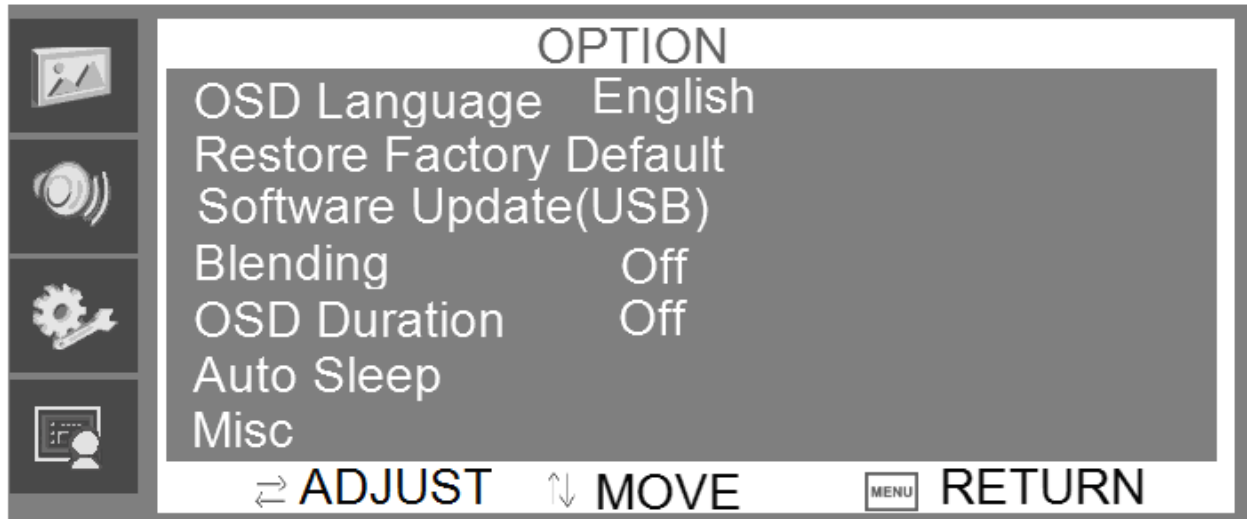 OPTION
OSD Language English
Restore Factory Default
Software Update(USB)
Blending Off
OSD Duration Off
Auto Sleep
Misc
ADJUST MOVE MENU RETURN